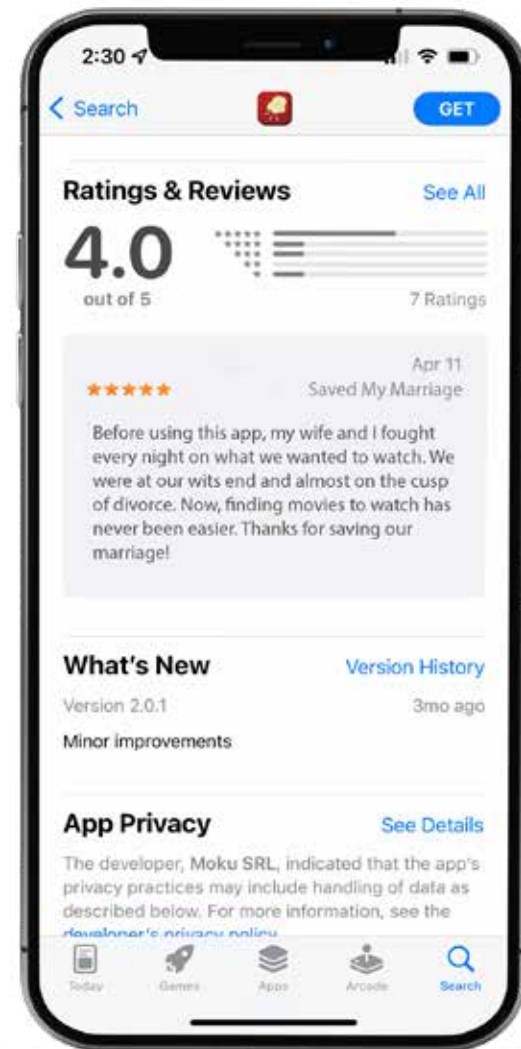 2:30
Search
GET
Ratings & Reviews
See All
4.0
out of 5
7 Ratings
Apr 11
Saved My Marriage
Before using this app, my wife and I fought
every night on what we wanted to watch. We
were at our wits end and almost on the cusp
of divorce. Now, finding movies to watch has
never been easier. Thanks for saving our
marriage!
What's New
Version History
Version 2.0.1
3mo ago
Minor improvements
App Privacy
See Details
The developer, Moku SRL, indicated that the app's
privacy practices may include handling of data as
described below. For more information, see the
developer's privacy policy
Today
Games
Apps
Arcade
Search